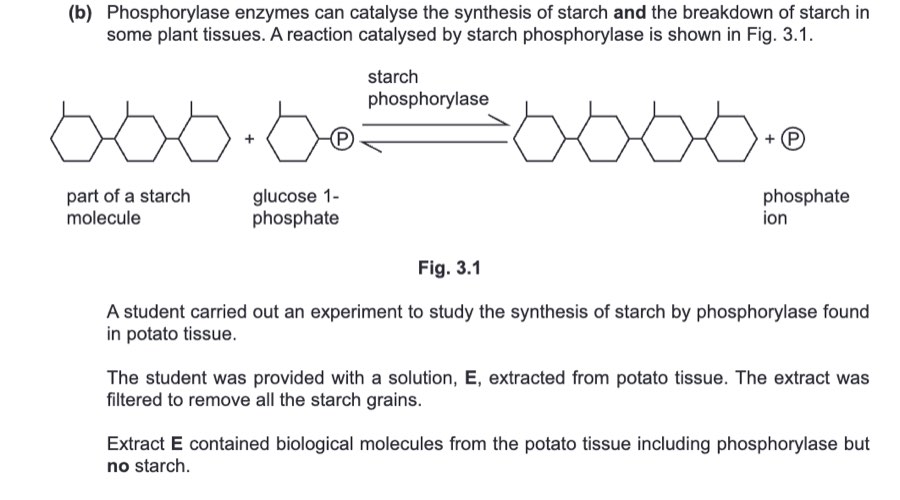 (b) Phosphorylase enzymes can catalyse the synthesis of starch and the breakdown of starch in
some plant tissues. A reaction catalysed by starch phosphorylase is shown in Fig. 3.1.
starch
phosphorylase
+ P + P
part of a starch
molecule
glucose 1-
phosphate
phosphate
ion
Fig. 3.1
A student carried out an experiment to study the synthesis of starch by phosphorylase found
in potato tissue.
The student was provided with a solution, E, extracted from potato tissue. The extract was
filtered to remove all the starch grains.
Extract E contained biological molecules from the potato tissue including phosphorylase but
no starch.